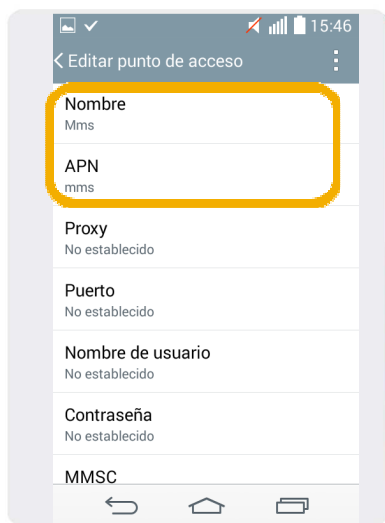 15:46
Editar punto de acceso
Nombre
Mms
APN
mms
Proxy
No establecido
Puerto
No establecido
Nombre de usuario
No establecido
Contraseña
No establecido
MMSC